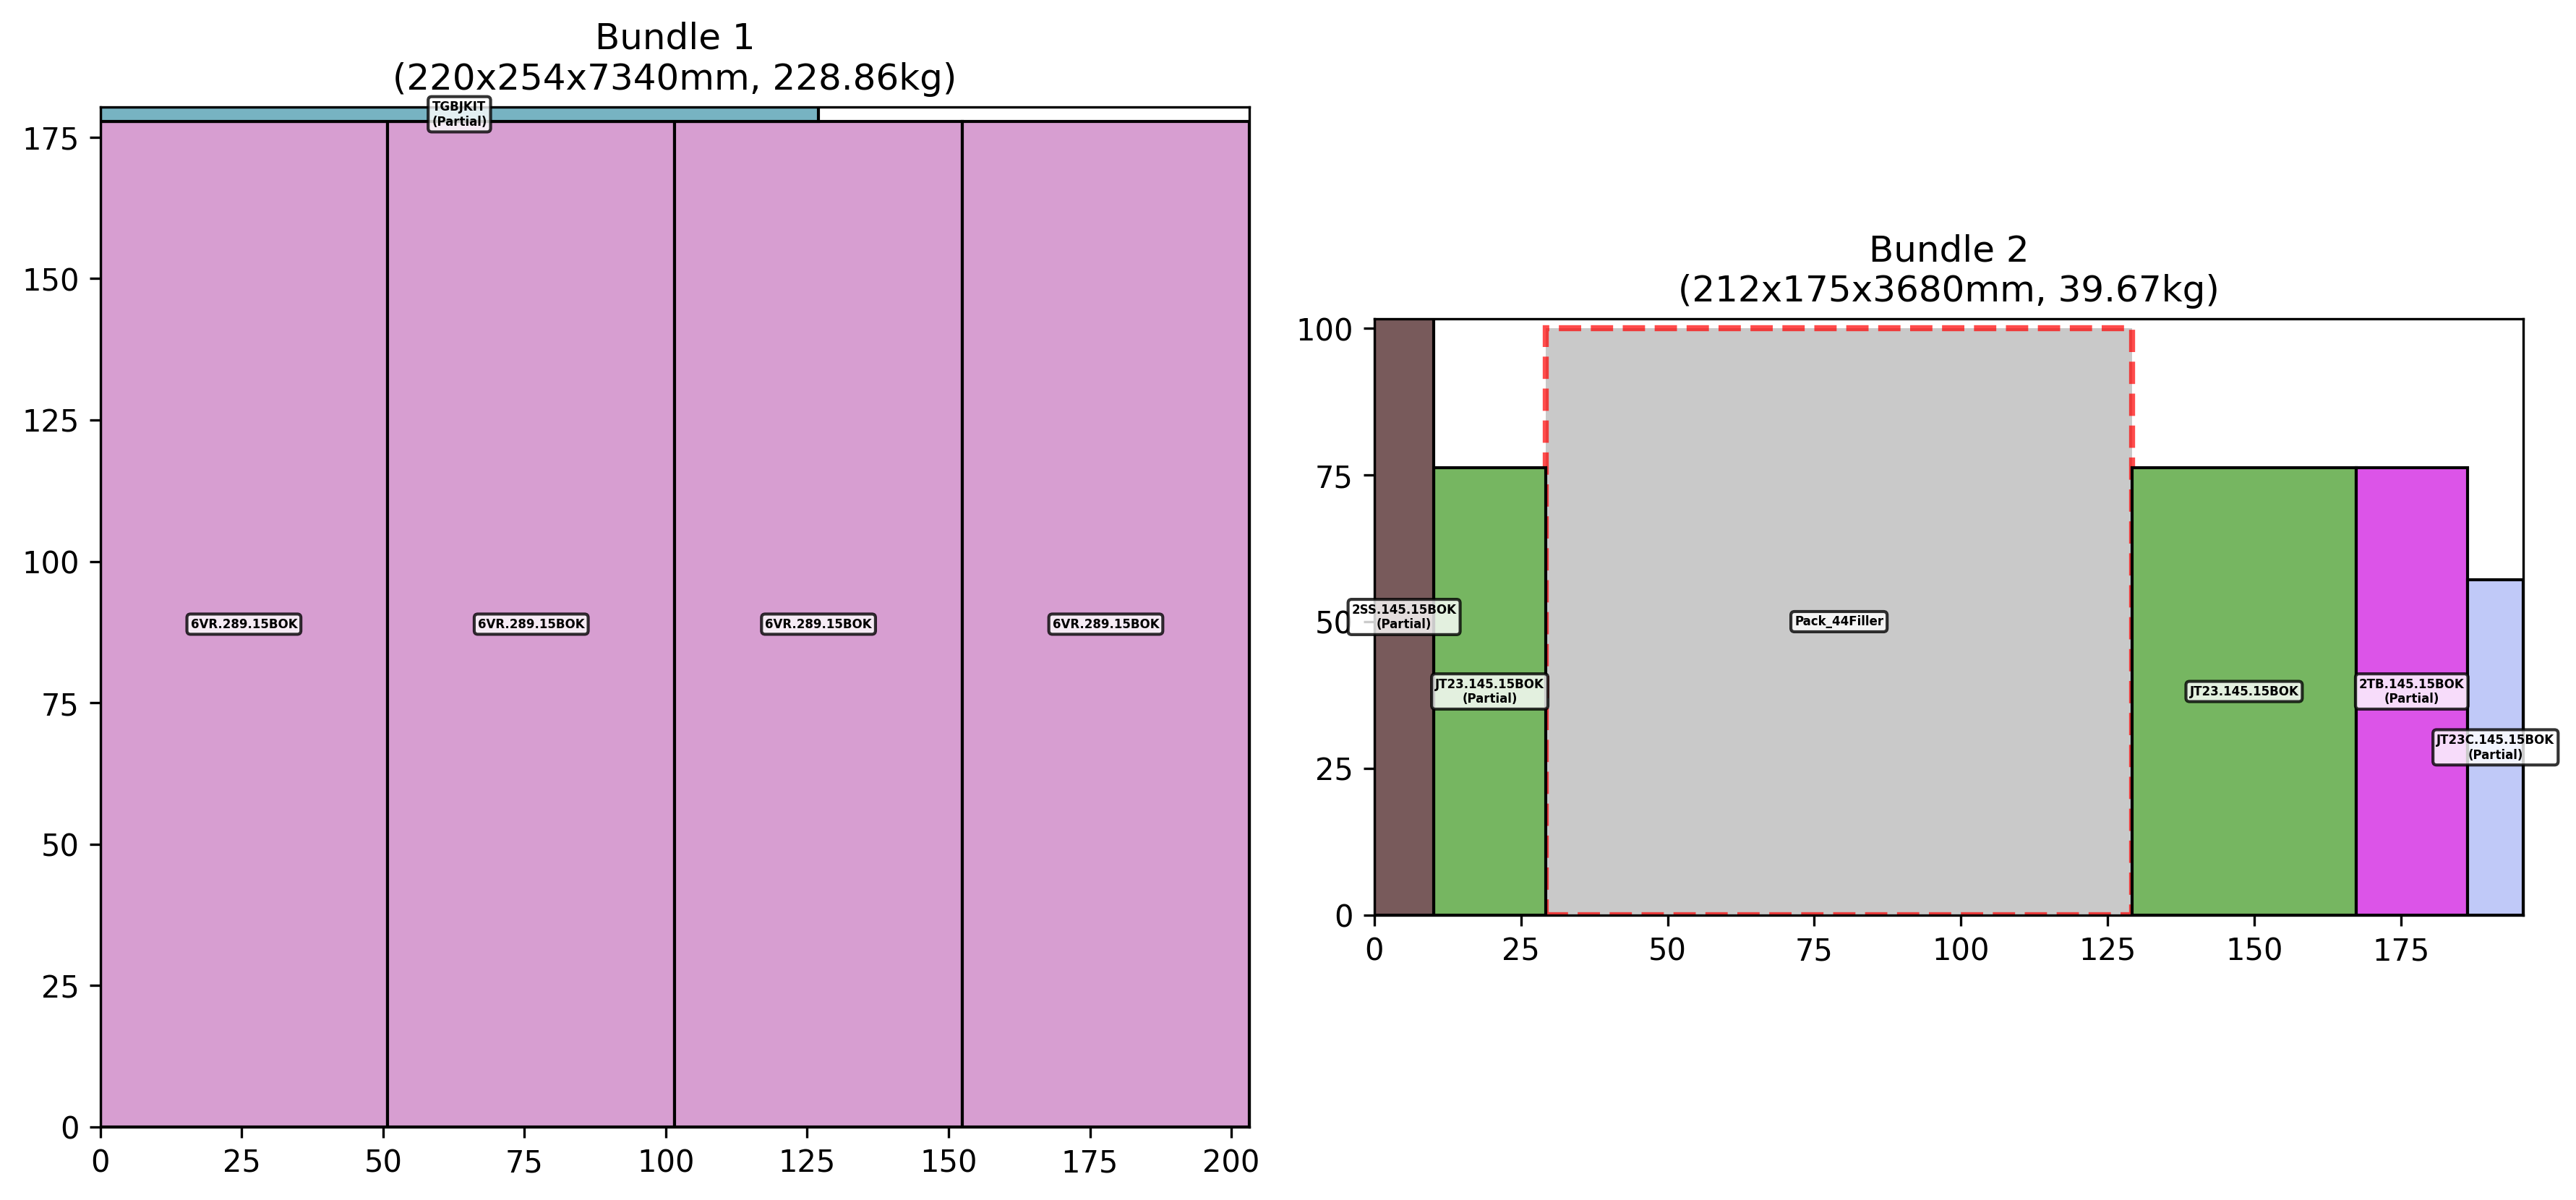 Bundle 1
(220x254x7340mm, 228.86kg)
TGBJKIT
(Partial)
175
150
125
100
75
50
25
0
6VR.289.15BOK
6VR.289.15BOK
6VR.289.15BOK
6VR.289.15BOK
0
25
50
75
100
125
150
175
200
Bundle 2
(212x175x3680mm, 39.67kg)
100
75
50
25
0
2SS.145.15BOK
(Partial)
JT23.145.15BOK
(Partial)
Pack_44Filler
JT23.145.15BOK
2TB.145.15BOK
(Partial)
JT23C.145.15BOK
(Partial)
0
25
50
75
100
125
150
175